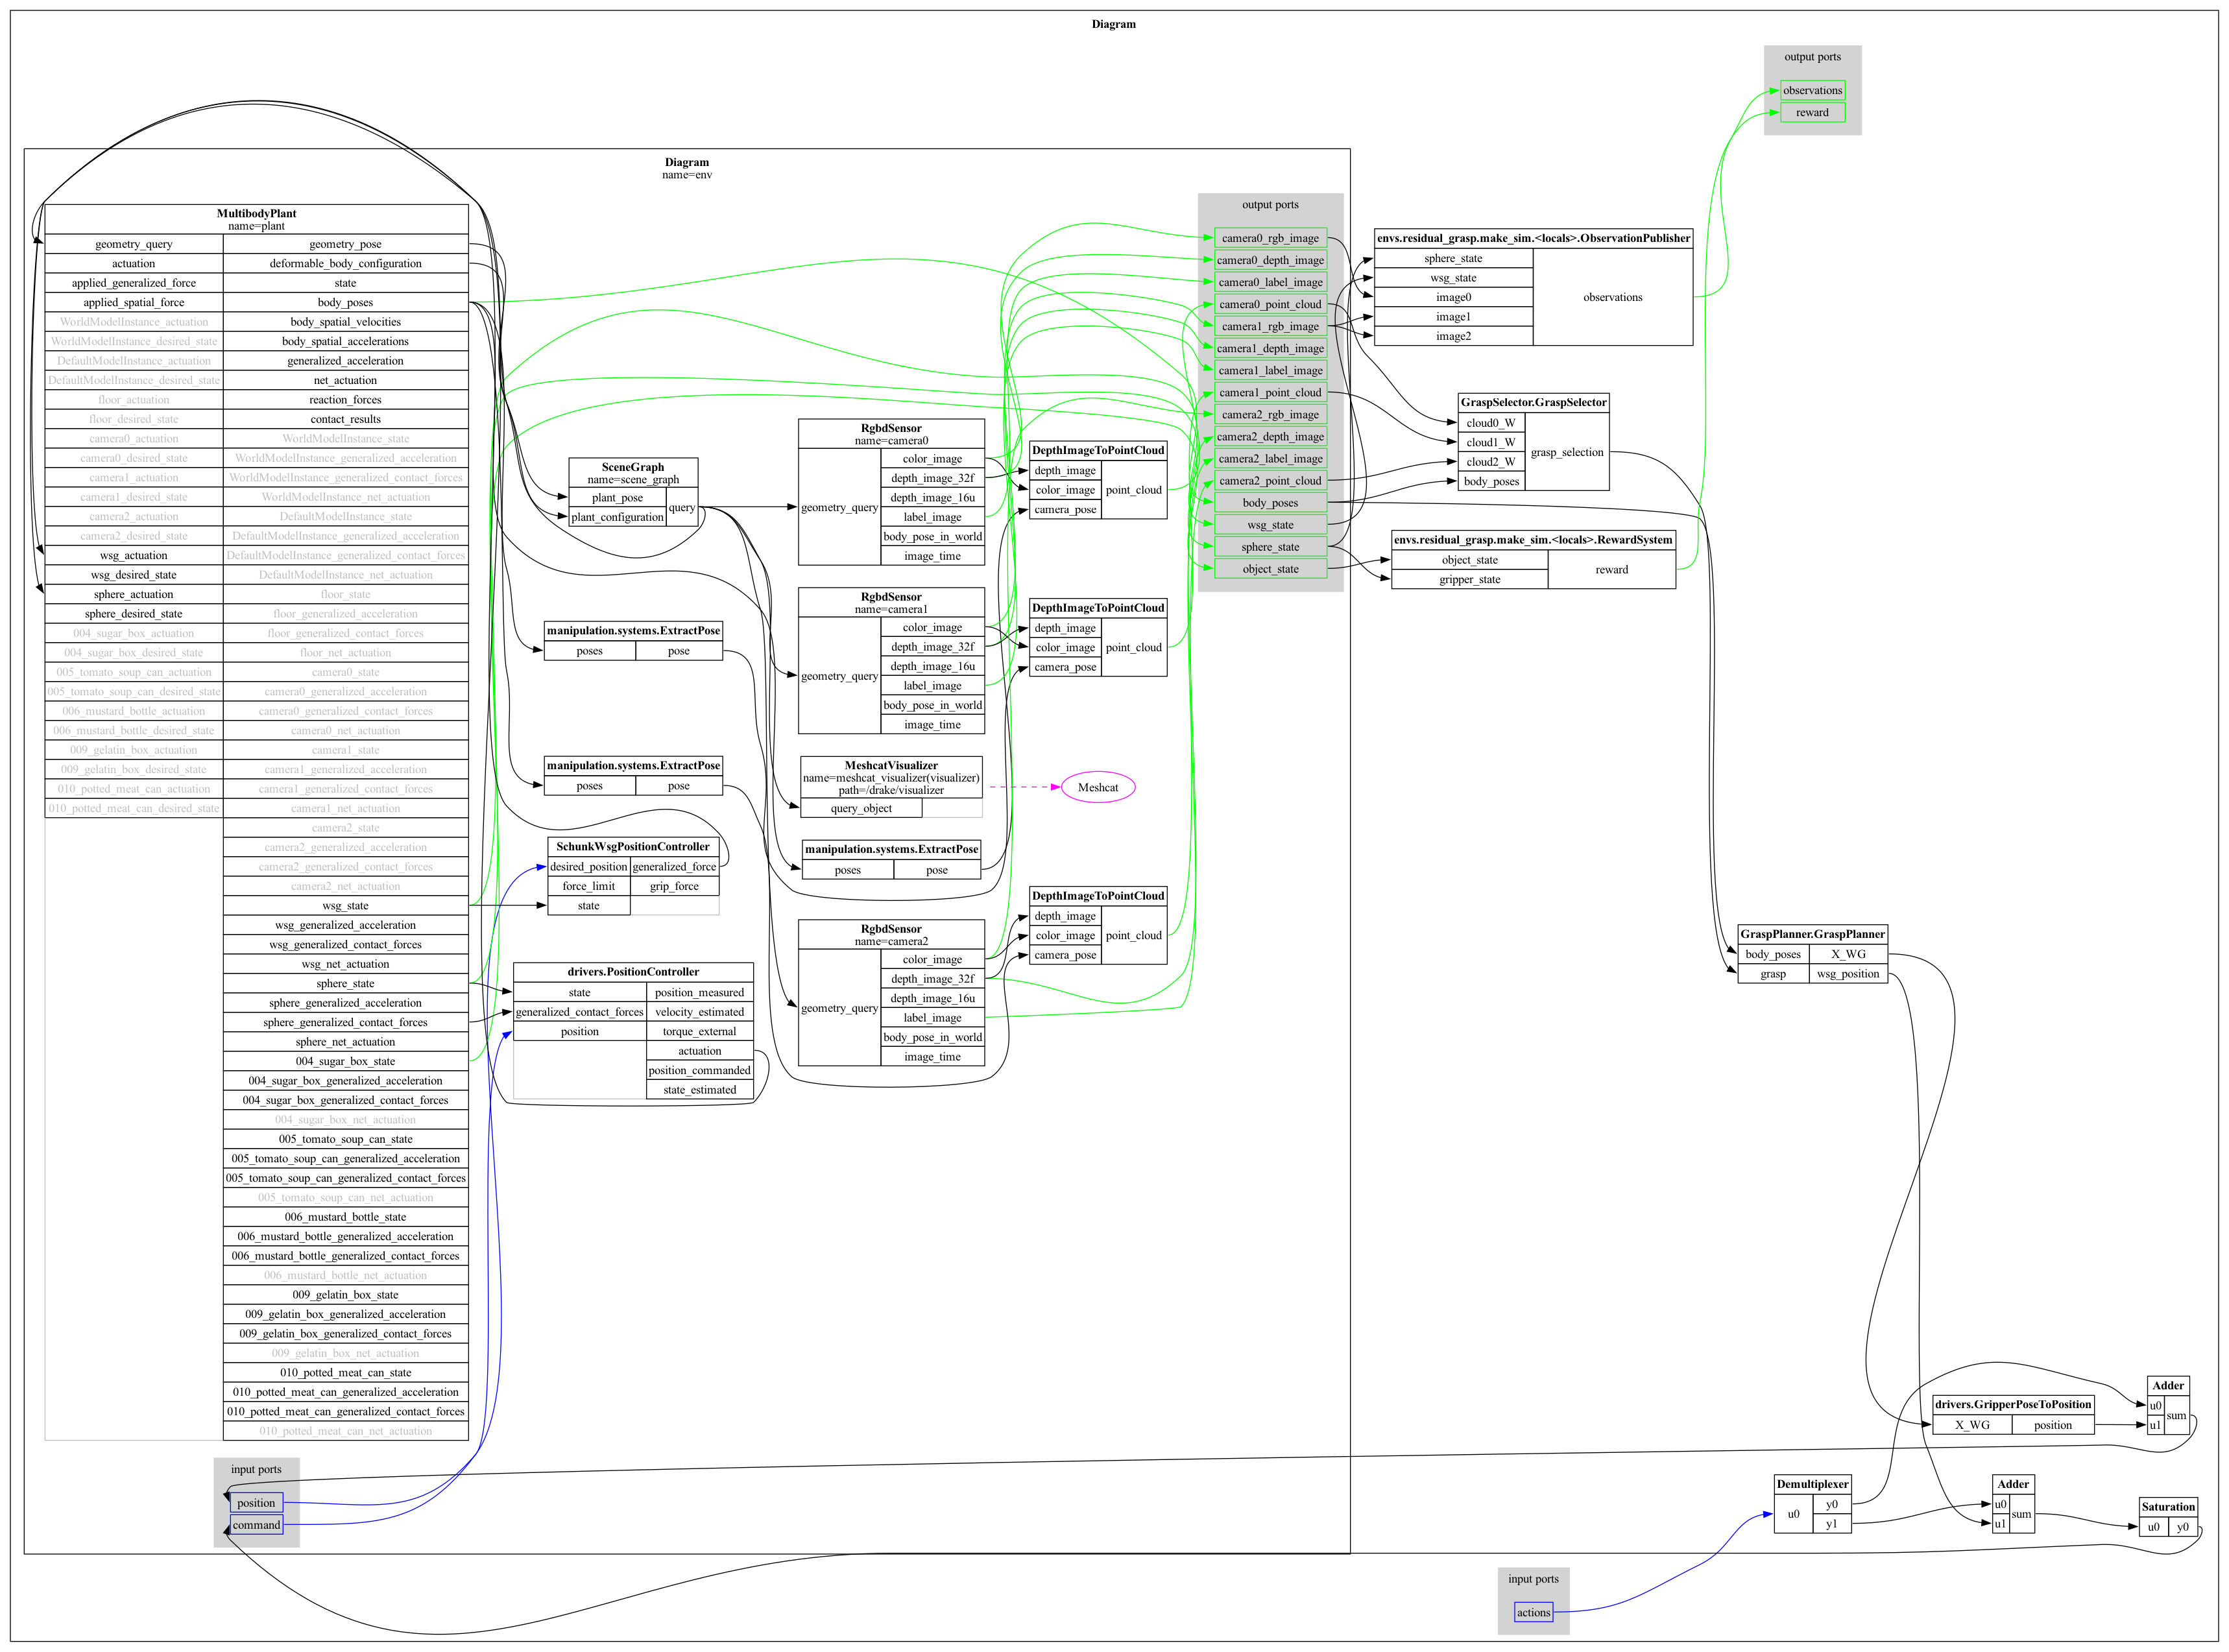 Diagram
output ports
observations
reward
Diagram
name=env
MultibodyPlant
name=plant
geometry_query geometry_pose
actuation deformable_body_configuration
applied_generalized_force state
applied_spatial_force body_poses
WorldModelInstance_actuation body_spatial_velocities
WorldModelInstance_desired_state body_spatial_accelerations
DefaultModelInstance_actuation generalized_acceleration
DefaultModelInstance_desired_state net_actuation
floor_actuation reaction_forces
floor_desired_state contact_results
camera0_actuation WorldModelInstance_state
camera0_desired_state WorldModelInstance_generalized_acceleration
camera1_actuation WorldModelInstance_generalized_contact_forces
camera1_desired_state WorldModelInstance_net_actuation
camera2_actuation DefaultModelInstance_state
camera2_desired_state DefaultModelInstance_generalized_acceleration
wsg_actuation DefaultModelInstance_generalized_contact_forces
wsg_desired_state DefaultModelInstance_net_actuation
sphere_actuation floor_state
sphere_desired_state floor_generalized_acceleration
004_sugar_box_actuation floor_generalized_contact_forces
004_sugar_box_desired_state floor_net_actuation
005_tomato_soup_can_actuation camera0_state
005_tomato_soup_can_desired_state camera0_generalized_acceleration
006_mustard_bottle_actuation camera0_generalized_contact_forces
006_mustard_bottle_desired_state camera0_net_actuation
009_gelatin_box_actuation camera1_state
009_gelatin_box_desired_state camera1_generalized_acceleration
010_potted_meat_can_actuation camera1_generalized_contact_forces
010_potted_meat_can_desired_state camera1_net_actuation
camera2_state
camera2_generalized_acceleration
camera2_generalized_contact_forces
camera2_net_actuation
wsg_state
wsg_generalized_acceleration
wsg_generalized_contact_forces
wsg_net_actuation
sphere_state
sphere_generalized_acceleration
sphere_generalized_contact_forces
sphere_net_actuation
004_sugar_box_state
004_sugar_box_generalized_acceleration
004_sugar_box_generalized_contact_forces
004_sugar_box_net_actuation
005_tomato_soup_can_state
005_tomato_soup_can_generalized_acceleration
005_tomato_soup_can_generalized_contact_forces
005_tomato_soup_can_net_actuation
006_mustard_bottle_state
006_mustard_bottle_generalized_acceleration
006_mustard_bottle_generalized_contact_forces
006_mustard_bottle_net_actuation
009_gelatin_box_state
009_gelatin_box_generalized_acceleration
009_gelatin_box_generalized_contact_forces
009_gelatin_box_net_actuation
010_potted_meat_can_state
010_potted_meat_can_generalized_acceleration
010_potted_meat_can_generalized_contact_forces
010_potted_meat_can_net_actuation
input ports
position
command
SceneGraph
name=scene_graph
plant_pose
query
plant_configuration
manipulation.systems.ExtractPose
poses pose
manipulation.systems.ExtractPose
poses pose
SchunkWsgPositionController
desired_position generalized_force
force_limit grip_force
state
drivers.PositionController
state position_measured
generalized_contact_forces velocity_estimated
position torque_external
actuation
position_commanded
state_estimated
RgbdSensor
name=camera0
geometry_query
color_image
depth_image_32f
depth_image_16u
label_image
body_pose_in_world
image_time
RgbdSensor
name=camera1
geometry_query
color_image
depth_image_32f
depth_image_16u
label_image
body_pose_in_world
image_time
MeshcatVisualizer
name=meshcat_visualizer(visualizer)
path=/drake/visualizer
query_object
Meshcat
manipulation.systems.ExtractPose
poses pose
RgbdSensor
name=camera2
geometry_query
color_image
depth_image_32f
depth_image_16u
label_image
body_pose_in_world
image_time
DepthImageToPointCloud
depth_image
color_image point_cloud
camera_pose
DepthImageToPointCloud
depth_image
color_image point_cloud
camera_pose
DepthImageToPointCloud
depth_image
color_image point_cloud
camera_pose
output ports
camera0_rgb_image
camera0_depth_image
camera0_label_image
camera0_point_cloud
camera1_rgb_image
camera1_depth_image
camera1_label_image
camera1_point_cloud
camera2_rgb_image
camera2_depth_image
camera2_label_image
camera2_point_cloud
body_poses
wsg_state
sphere_state
object_state
envs.residual_grasp.make_sim.<locals>.ObservationPublisher
sphere_state
wsg_state
image0 observations
image1
image2
GraspSelector.GraspSelector
cloud0_W
cloud1_W
grasp_selection
cloud2_W
body_poses
envs.residual_grasp.make_sim.<locals>.RewardSystem
object_state
reward
gripper_state
GraspPlanner.GraspPlanner
body_poses X_WG
grasp wsg_position
drivers.GripperPoseToPosition
X_WG position
Adder
u0
sum
u1
Demultiplexer
u0
y0
y1
Adder
u0
sum
u1
Saturation
u0 y0
input ports
actions